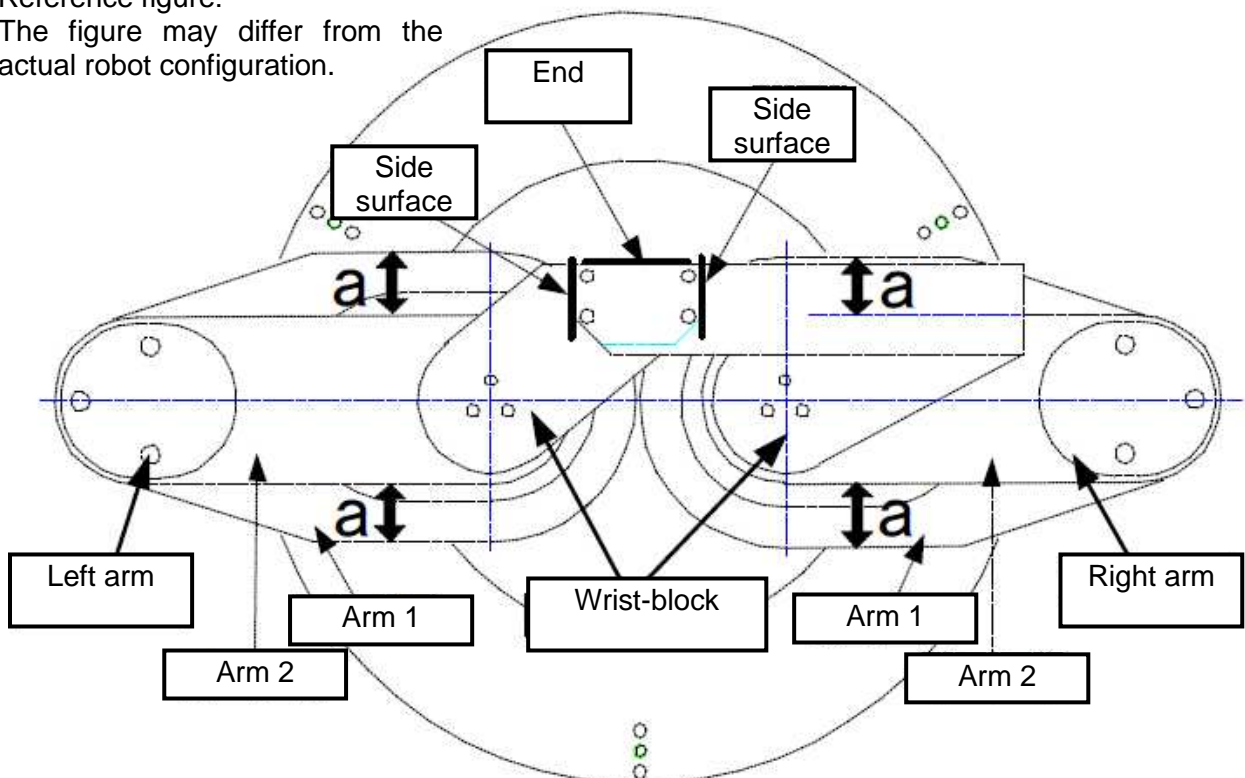 Reference figure.
The figure may differ from the
actual robot configuration.
End
Side
surface
Side
surface
a
a
a
a
Left arm
Wrist-block
Right arm
Arm 1
Arm 1
Arm 2
Arm 2